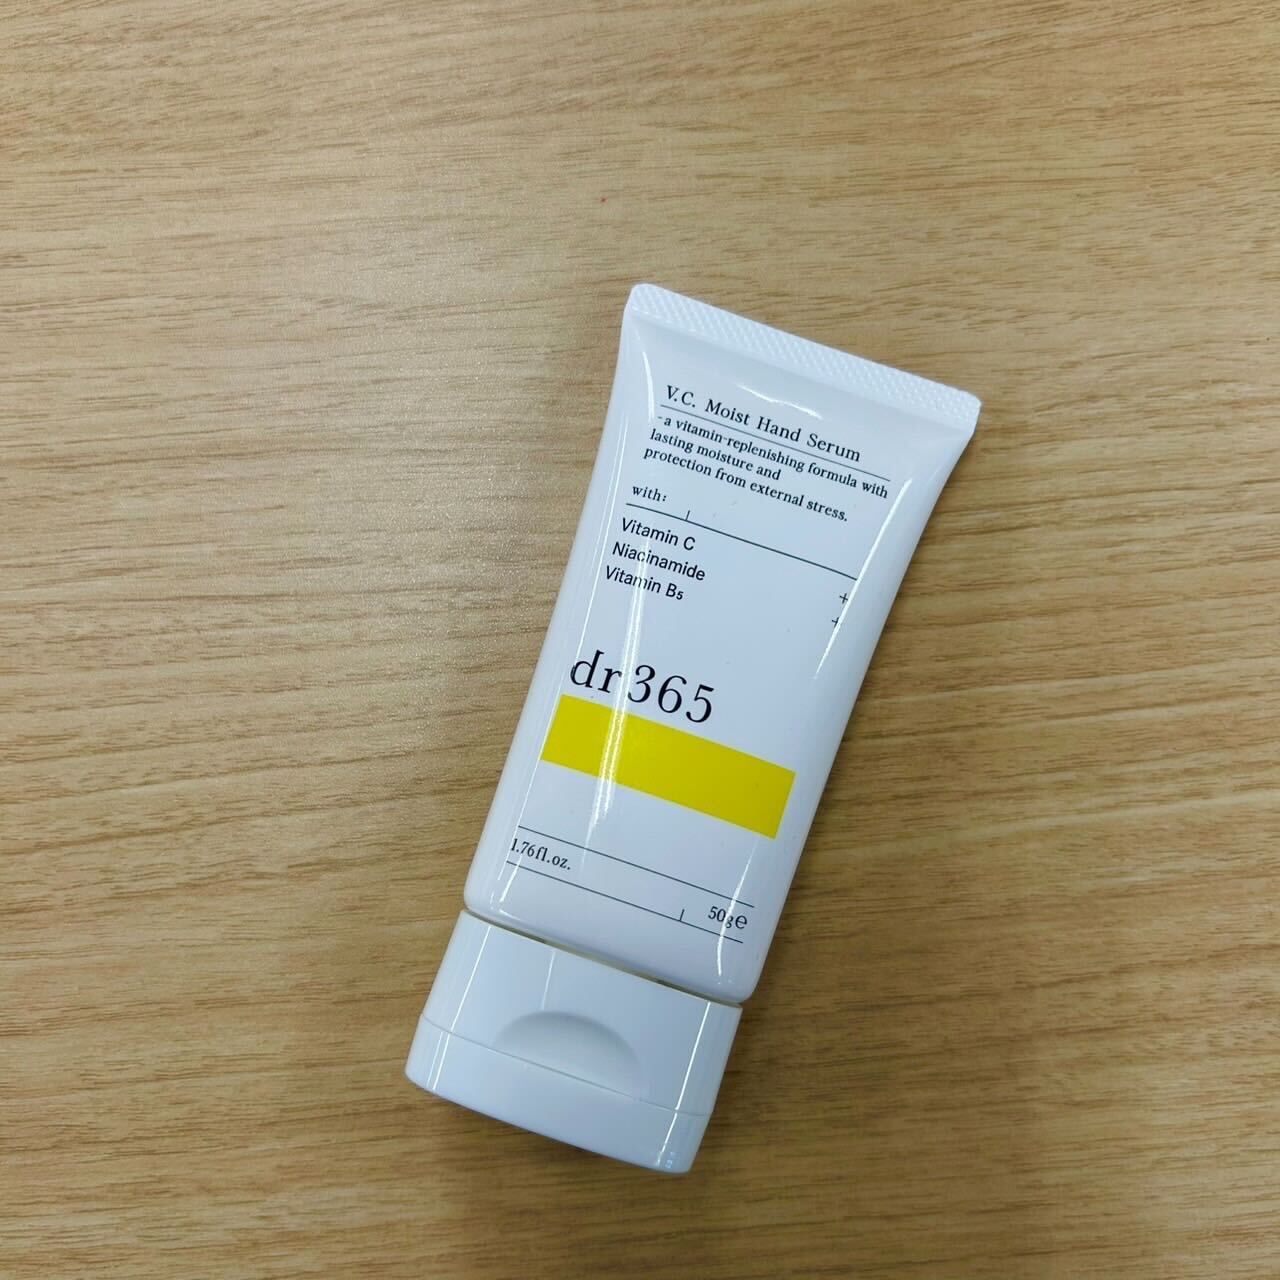 V.C. Moist Hand Serum
-a vitamin-replenishing formula with
lasting moisture and
protection from external stress.
with:
Vitamin C
Niacinamide +
Vitamin B5 +
dr365
1.76fl.oz.
50g℮